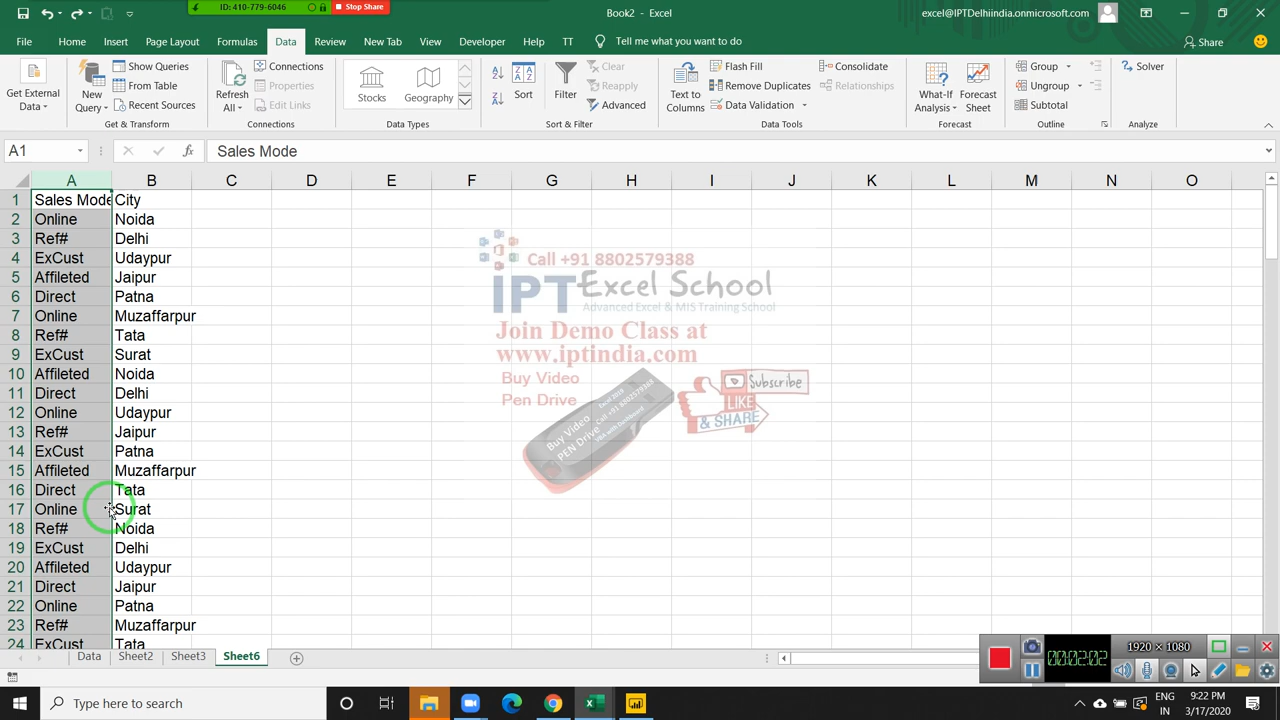 ID: 410-779-6046
Stop Share
Book2 - Excel
excel@IPTDelhiindia.onmicrosoft.com
File Home Insert Page Layout Formulas Data Review New Tab View Developer Help TT Tell me what you want to do Share
Get External Data
New Query
Show Queries
From Table
Recent Sources
Get & Transform
Refresh All
Connections
Properties
Edit Links
Connections
Stocks
Geography
Data Types
Sort
Filter
Clear
Reapply
Advanced
Sort & Filter
Text to Columns
Flash Fill
Remove Duplicates
Data Validation
Consolidate
Relationships
Data Tools
What-If Analysis
Forecast Sheet
Forecast
Group
Ungroup
Subtotal
Outline
Solver
Analyze
A1 fx Sales Mode
A B C D E F G H I J K L M N O
1 Sales Mode City
2 Online Noida
3 Ref# Delhi
4 ExCust Udaypur
5 Affileted Jaipur
6 Direct Patna
7 Online Muzaffarpur
8 Ref# Tata
9 ExCust Surat
10 Affileted Noida
11 Direct Delhi
12 Online Udaypur
13 Ref# Jaipur
14 ExCust Patna
15 Affileted Muzaffarpur
16 Direct Tata
17 Online Surat
18 Ref# Noida
19 ExCust Delhi
20 Affileted Udaypur
21 Direct Jaipur
22 Online Patna
23 Ref# Muzaffarpur
24 ExCust Tata
Call +91 8802579388
IPT Excel School
Advanced Excel & MIS Training School
Join Demo Class at
www.iptindia.com
Buy Video
Pen Drive
Buy Video
PEN Drive
Subscribe
LIKE
& SHARE
Data Sheet2 Sheet3 Sheet6
00:02:02
1920 × 1080
Type here to search
ENG
IN
9:22 PM
3/17/2020